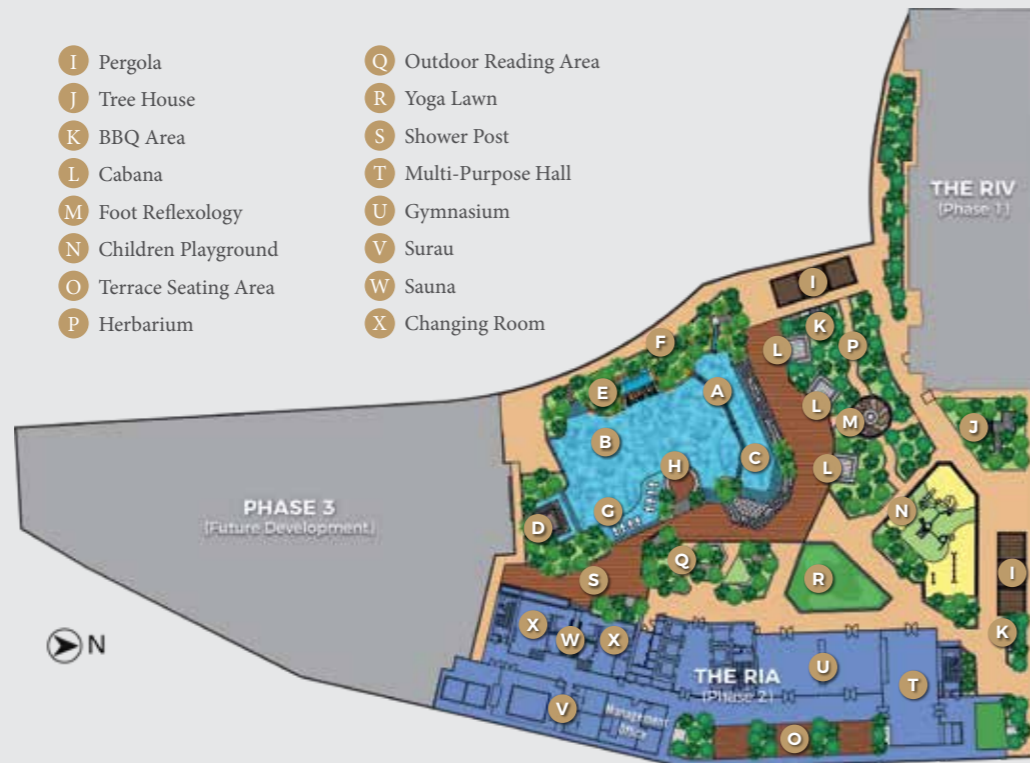 I Pergola
J Tree House
K BBQ Area
L Cabana
M Foot Reflexology
N Children Playground
O Terrace Seating Area
P Herbarium
Q Outdoor Reading Area
R Yoga Lawn
S Shower Post
T Multi-Purpose Hall
U Gymnasium
V Surau
W Sauna
X Changing Room
THE RIV
(Phase 1)
I
F
K
L
P
E
A
L
M
J
B
C
H
L
PHASE 3
(Future Development)
N
D
G
Q
I
S
R
X
W
X
K
N
THE RIA
(Phase 2)
U
T
V
Management
Office
O